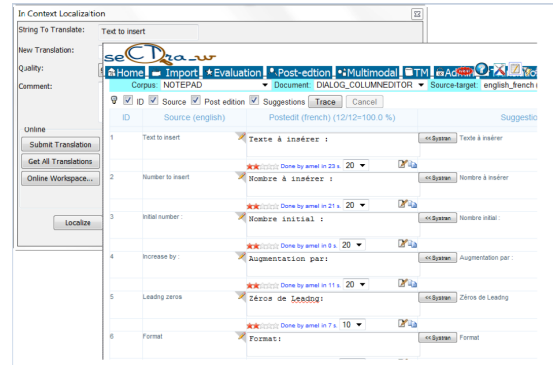 In Context Localizaition
String To Translate: Text to insert
New Translation:
Quality:
Comment:
Online
Submit Translation
Get All Translations
Online Workspace...
Localize
seCTra_w
Home Import Evaluation Post-edtion Multimodal TM
Corpus: NOTEPAD Document: DIALOG_COLUMNEDITOR Source-target: english_french
ID Source Post edition Suggestions Trace Cancel
ID Source (english) Postedit (french) (12/12=100.0 %) Suggestio
1 Text to insert Texte à insérer : << Systran Texte à insérer
Done by amel in 23 s. 20
2 Number to insert Nombre à insérer : << Systran Nombre à insérer
Done by amel in 21 s. 20
3 Initial number : Nombre initial : << Systran Nombre initial :
Done by amel in 8 s. 20
4 Increase by : Augmentation par: << Systran Augmentation par :
Done by amel in 11 s. 20
5 Leadng zeros Zéros de Leadng: << Systran Zéros de Leadng
Done by amel in 7 s. 10
6 Format Format: << Systran Format